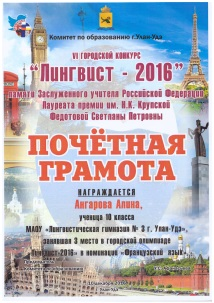 Комитет по образованию г.Улан-Удэ
VI ГОРОДСКОЙ КОНКУРС
"Лингвист - 2016"
памяти Заслуженного учителя Российской Федерации
Лауреата премии им. Н.К. Крупской
Федотовой Светланы Петровны
ПОЧЁТНАЯ
ГРАМОТА
НАГРАЖДАЕТСЯ
Ангарова Алина,
ученица 10 класса
МАОУ «Лингвистическая гимназия № 3 г. Улан-Удэ»,
занявшая 3 место в городской олимпиаде
«Лингвист-2016» в номинации «Французский язык».